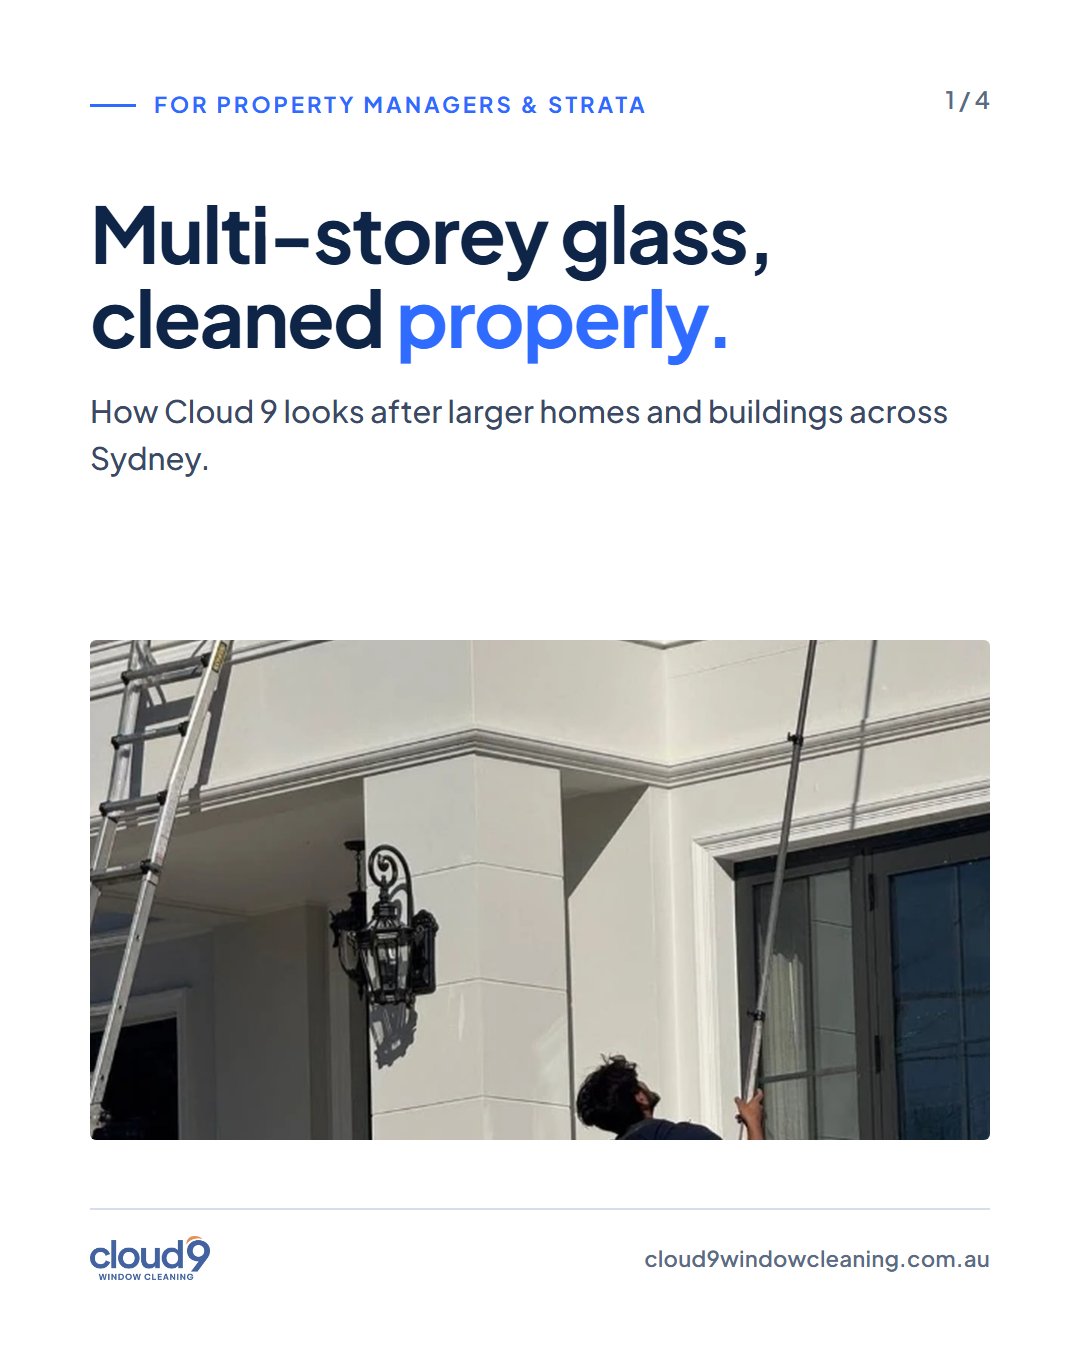 FOR PROPERTY MANAGERS & STRATA
1/4
Multi-storey glass,
cleaned properly.
How Cloud 9 looks after larger homes and buildings across
Sydney.
cloud9
WINDOW CLEANING
cloud9windowcleaning.com.au